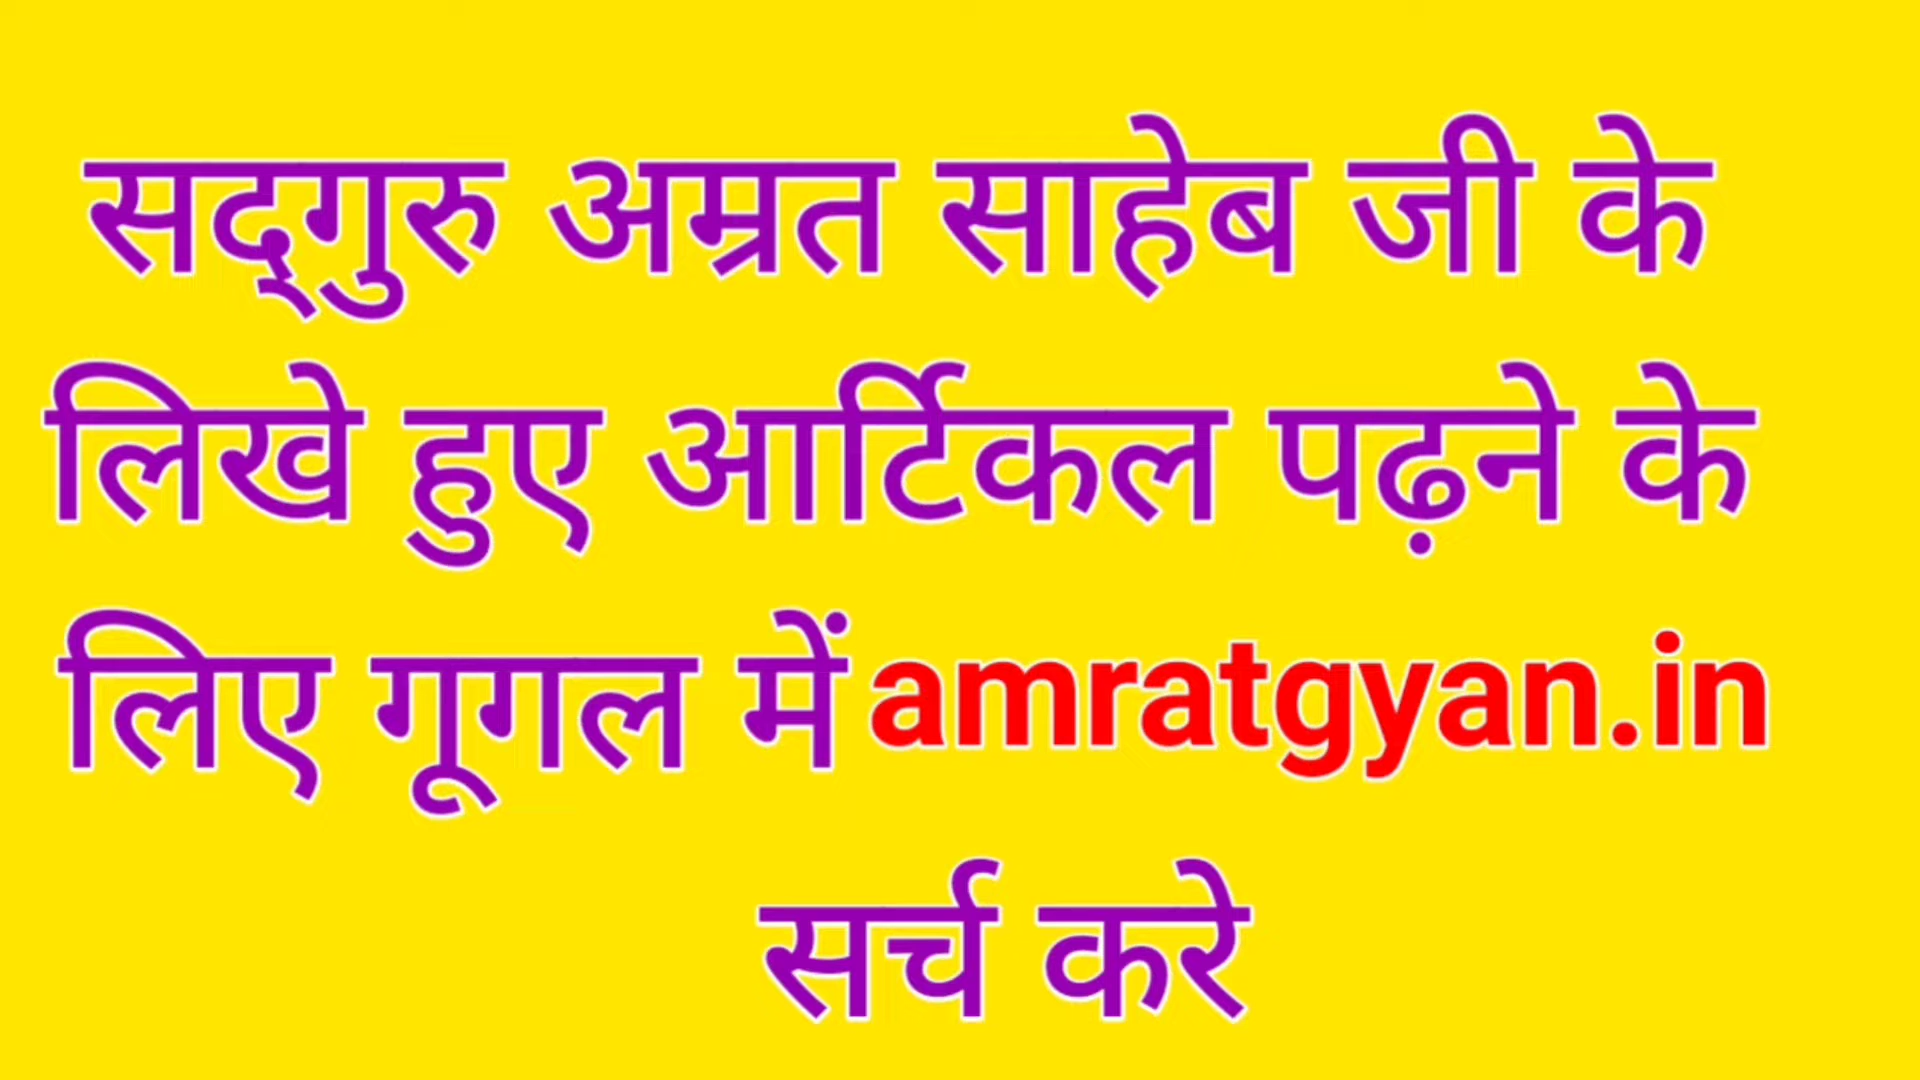 सद्‌गुरु अम्रत साहेब जी के
लिखे हुए आर्टिकल पढ़ने के
लिए गूगल में amratgyan.in
सर्च करे